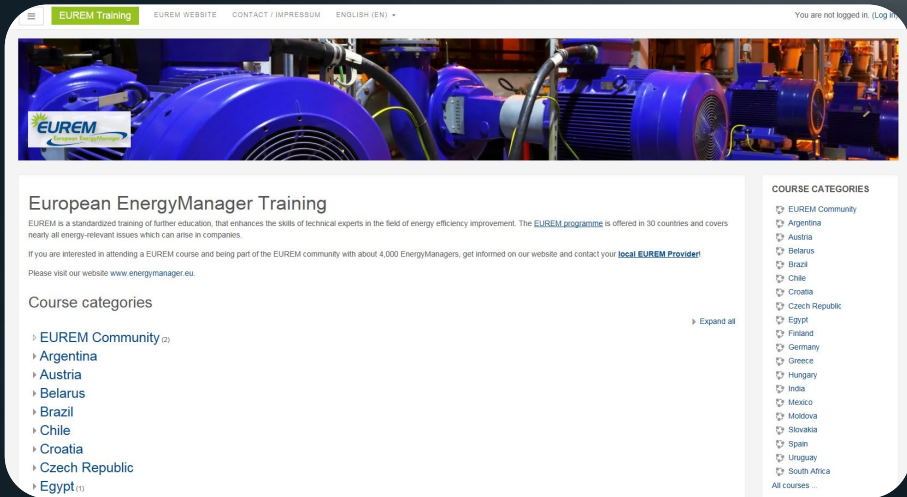 EUREM Training
EUREM WEBSITE
CONTACT / IMPRESSUM
ENGLISH (EN)
You are not logged in. (Log in)
EUREM
European EnergyManager
European EnergyManager Training
EUREM is a standardized training of further education, that enhances the skills of technical experts in the field of energy efficiency improvement. The EUREM programme is offered in 30 countries and covers
nearly all energy-relevant issues which can arise in companies.
If you are interested in attending a EUREM course and being part of the EUREM community with about 4,000 EnergyManagers, get informed on our website and contact your local EUREM Provider!
Please visit our website www.energymanager.eu.
Course categories
Expand all
EUREM Community (2)
Argentina
Austria
Belarus
Brazil
Chile
Croatia
Czech Republic
Egypt (1)
COURSE CATEGORIES
EUREM Community
Argentina
Austria
Belarus
Brazil
Chile
Croatia
Czech Republic
Egypt
Finland
Germany
Greece
Hungary
India
Mexico
Moldova
Slovakia
Spain
Uruguay
South Africa
All courses ...